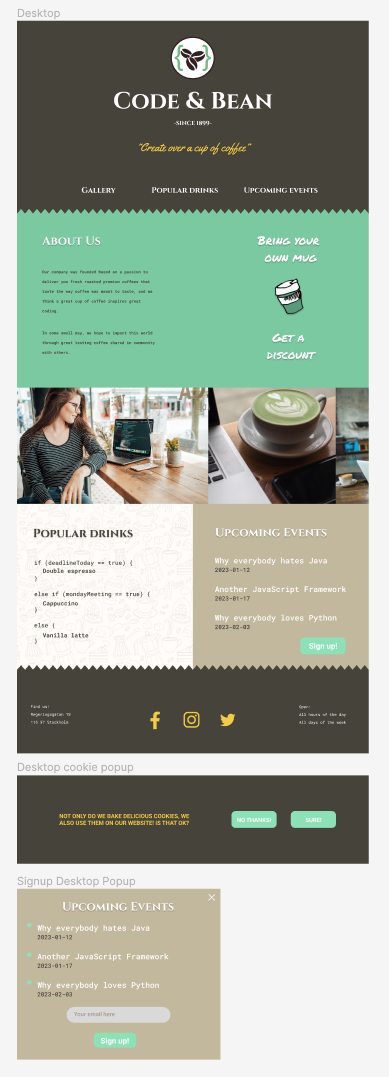 Desktop
{ }
Code & Bean
-SINCE 1899-
"Create over a cup of coffee"
Gallery Popular drinks Upcoming events
About Us
Our company was founded based on a passion to
deliver you fresh roasted premium coffees that
taste the way coffee was meant to taste, and we
think a great cup of coffee inspires great
coding.
In some small way, we hope to impact this world
through great tasting coffee shared in community
with others.
Bring your
own mug
Get a
discount
Popular drinks
if (deadlineToday == true) {
Double espresso
}
else if (mondayMeeting == true) {
Cappuccino
}
else {
Vanilla latte
}
Upcoming Events
Why everybody hates Java
2023-01-12
Another JavaScript Framework
2023-01-17
Why everybody loves Python
2023-02-03
Sign up!
Find us!
Regeringsgatan 70
116 87 Stockholm
Open:
All hours of the day
All days of the week
Desktop cookie popup
NOT ONLY DO WE BAKE DELICIOUS COOKIES, WE
ALSO USE THEM ON OUR WEBSITE! IS THAT OK?
NO THANKS!
SURE!
Signup Desktop Popup
Upcoming Events
Why everybody hates Java
2023-01-12
Another JavaScript Framework
2023-01-17
Why everybody loves Python
2023-02-03
Your email here
Sign up!